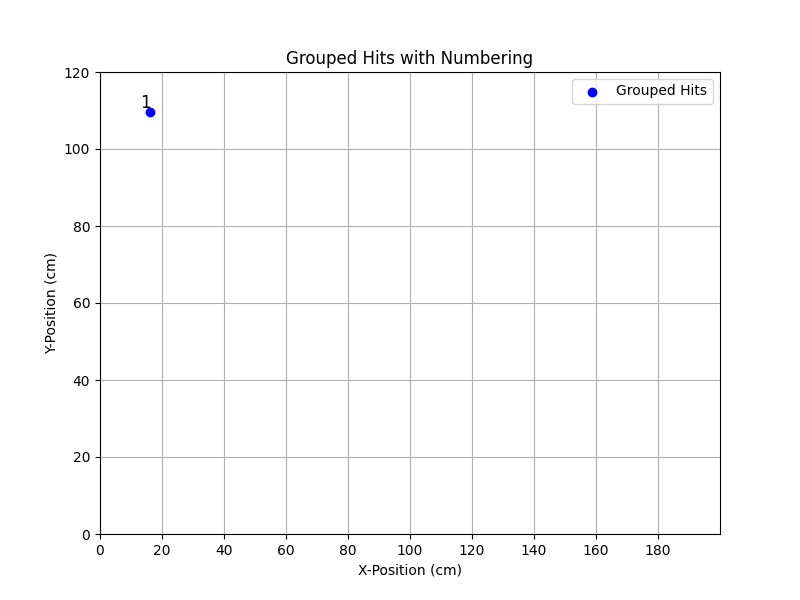 Grouped Hits with Numbering
120
100
80
60
40
20
0
Y-Position (cm)
1
Grouped Hits
0 20 40 60 80 100 120 140 160 180
X-Position (cm)